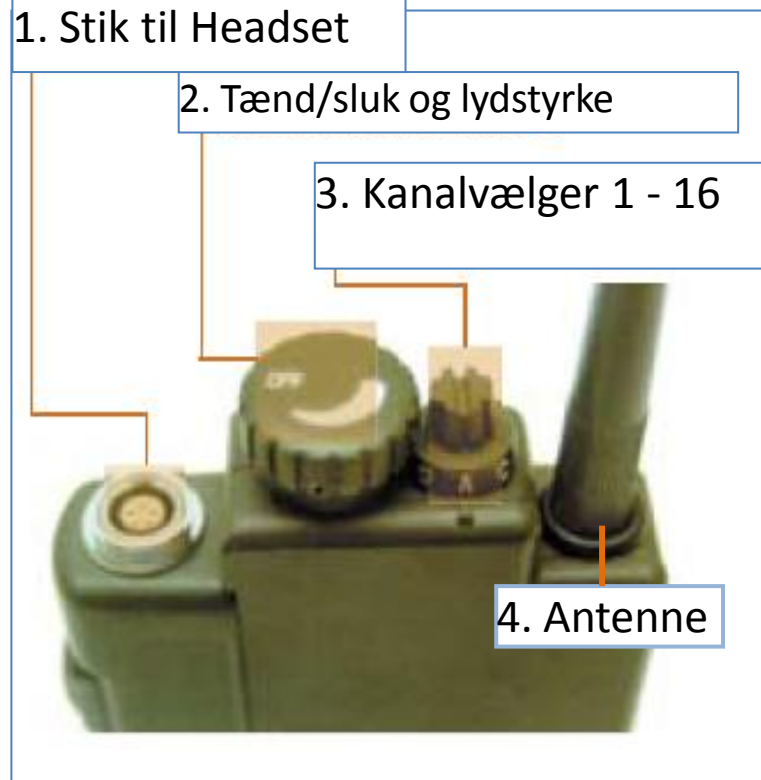 1. Stik til Headset
2. Tænd/sluk og lydstyrke
3. Kanalvælger 1 - 16
OFF
A
4. Antenne